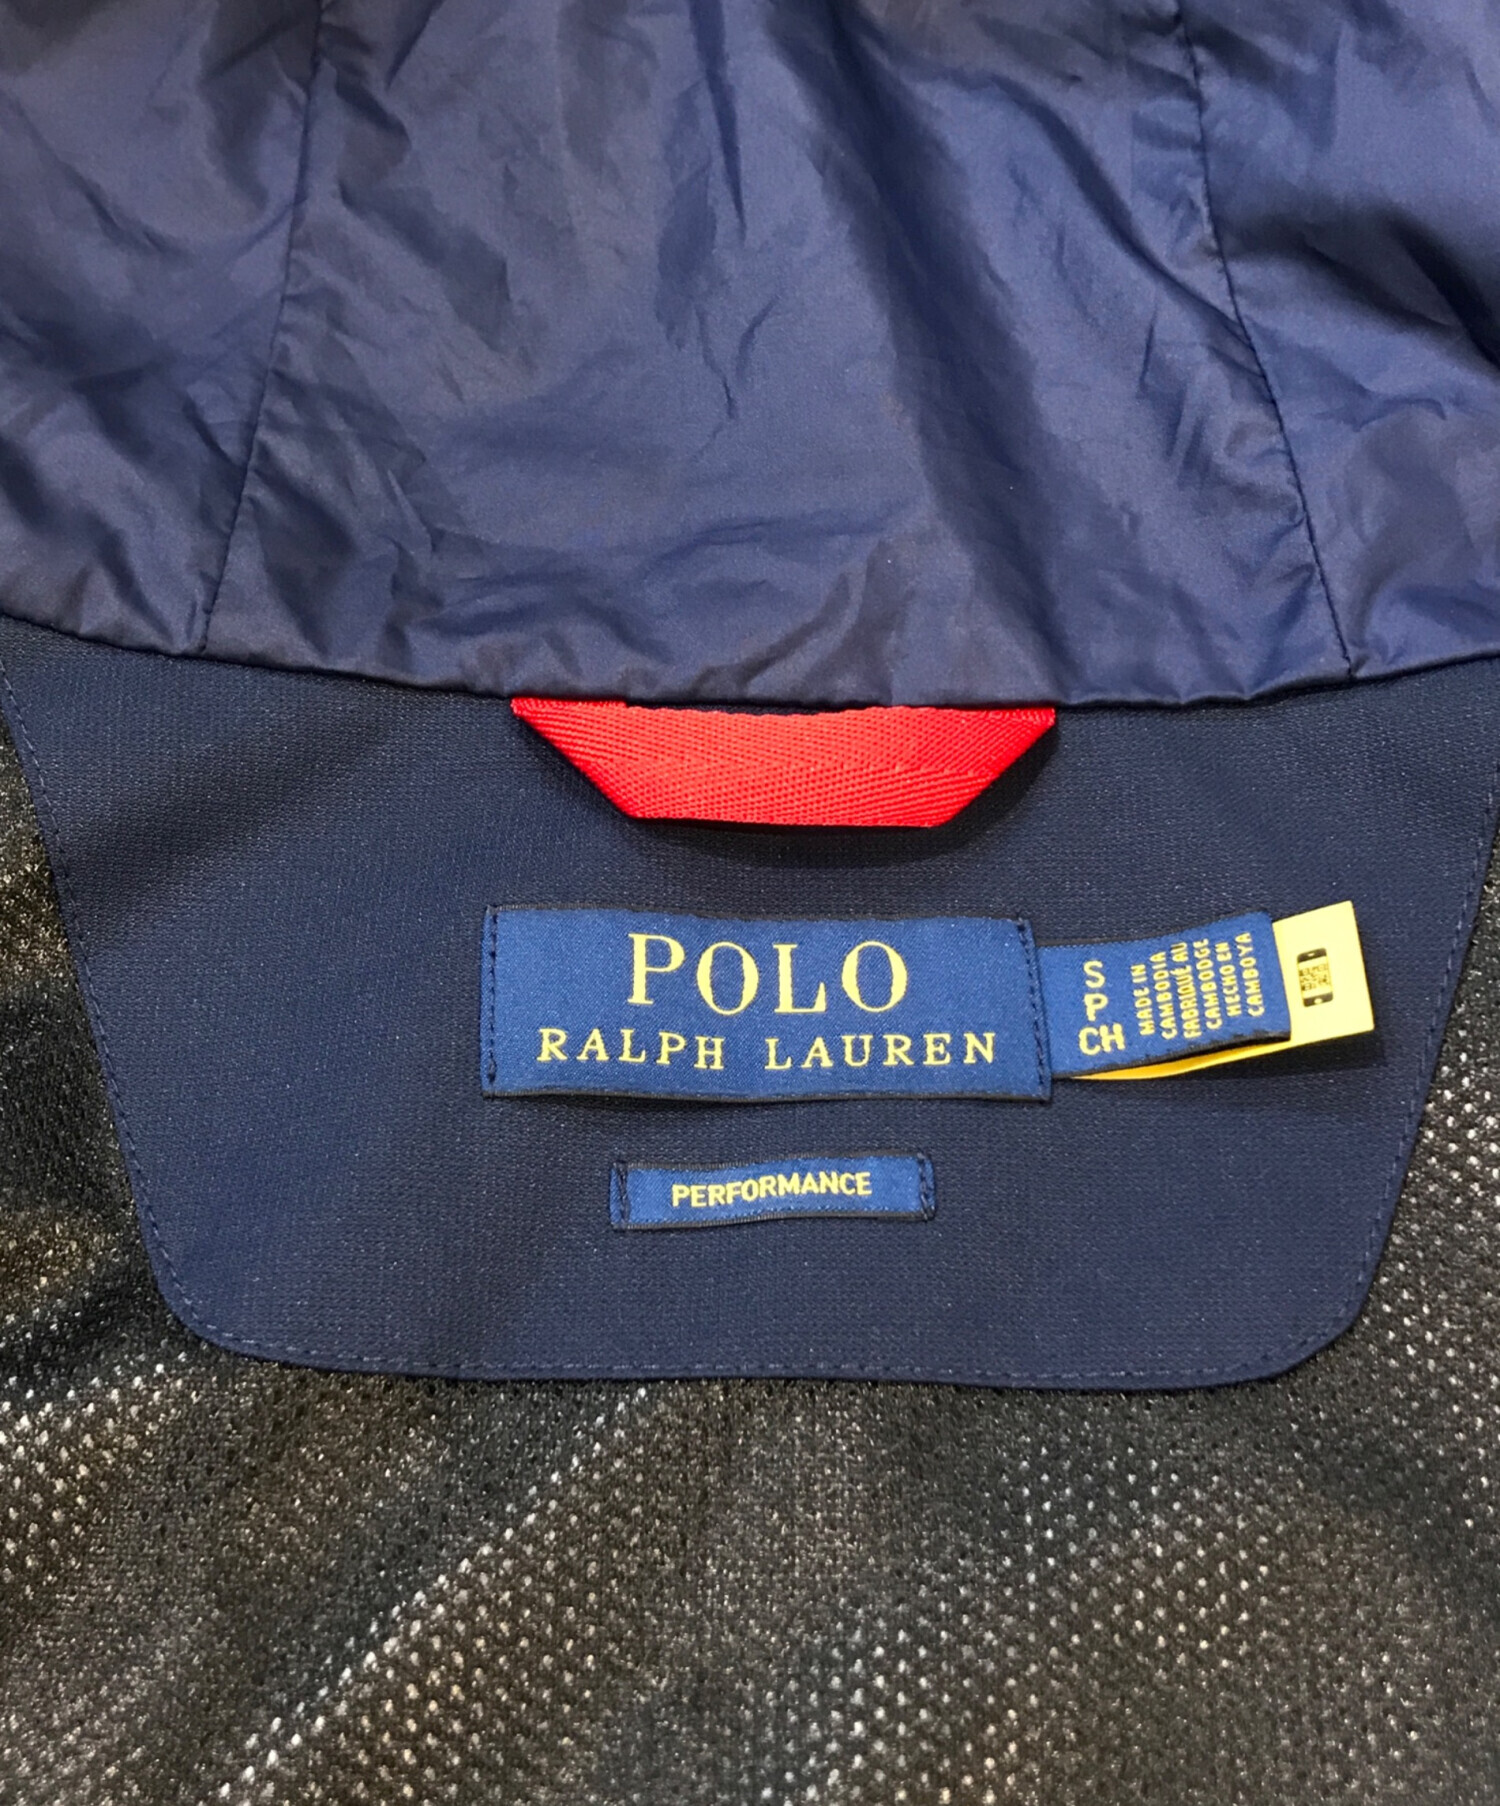 POLO
RALPH LAUREN
S
P
CH
MADE IN
CAMBODIA
FABRIQUÉ AU
CAMBODGE
HECHO EN
CAMBOYA
PERFORMANCE